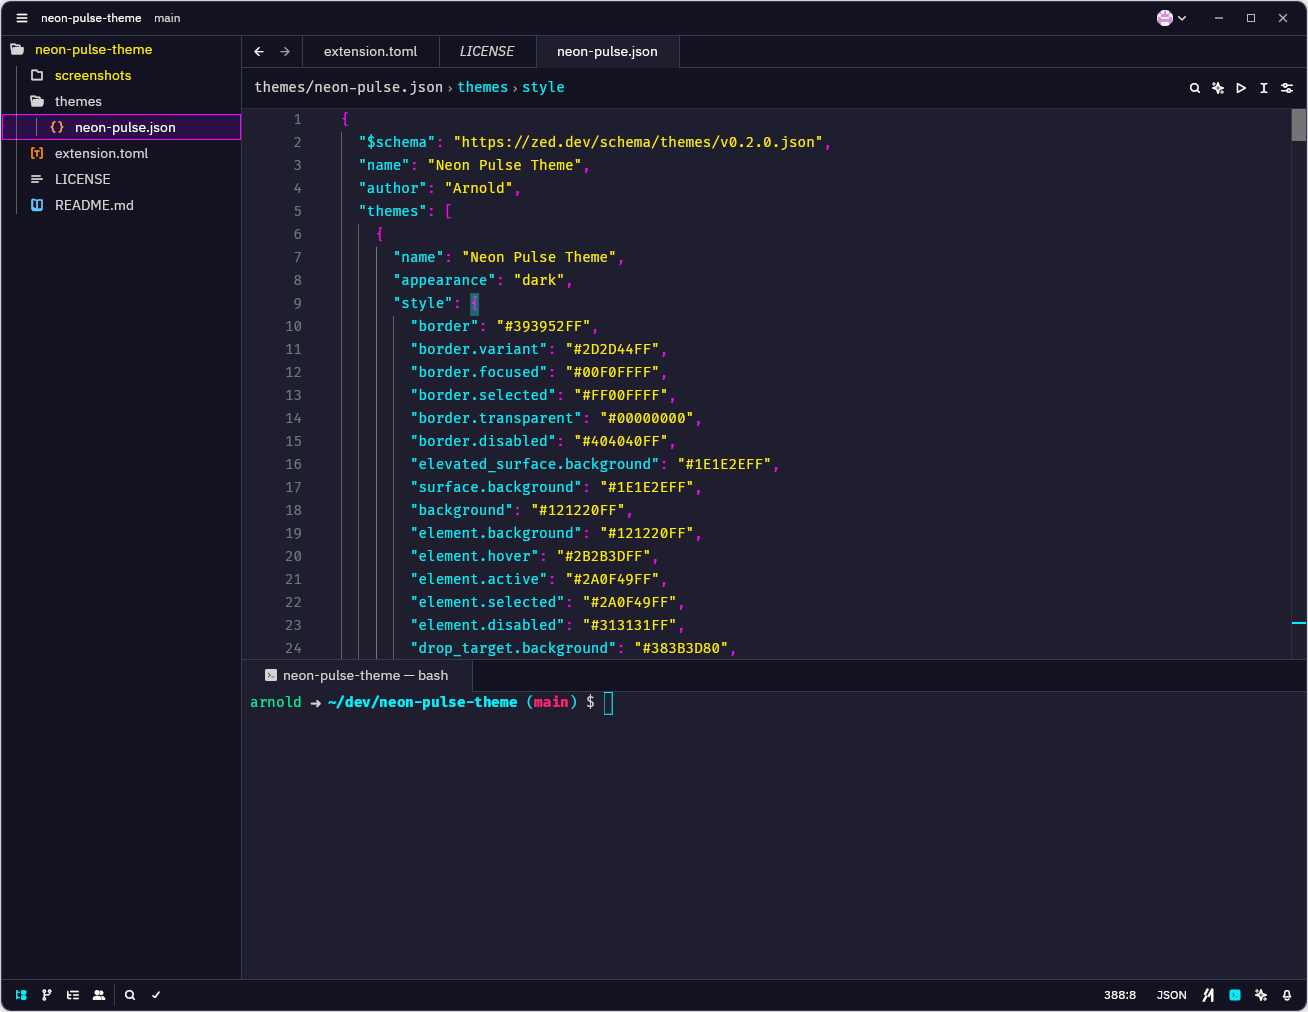 neon-pulse-theme main
neon-pulse-theme
screenshots
themes
neon-pulse.json
extension.toml
LICENSE
README.md
extension.toml LICENSE neon-pulse.json
themes/neon-pulse.json › themes › style
1 {
2 "$schema": "https://zed.dev/schema/themes/v0.2.0.json",
3 "name": "Neon Pulse Theme",
4 "author": "Arnold",
5 "themes": [
6 {
7 "name": "Neon Pulse Theme",
8 "appearance": "dark",
9 "style": {
10 "border": "#393952FF",
11 "border.variant": "#2D2D44FF",
12 "border.focused": "#00F0FFFF",
13 "border.selected": "#FF00FFFF",
14 "border.transparent": "#00000000",
15 "border.disabled": "#404040FF",
16 "elevated_surface.background": "#1E1E2EFF",
17 "surface.background": "#1E1E2EFF",
18 "background": "#121220FF",
19 "element.background": "#121220FF",
20 "element.hover": "#2B2B3DFF",
21 "element.active": "#2A0F49FF",
22 "element.selected": "#2A0F49FF",
23 "element.disabled": "#313131FF",
24 "drop_target.background": "#383B3D80",
neon-pulse-theme — bash
arnold ➜ ~/dev/neon-pulse-theme (main) $
388:8 JSON